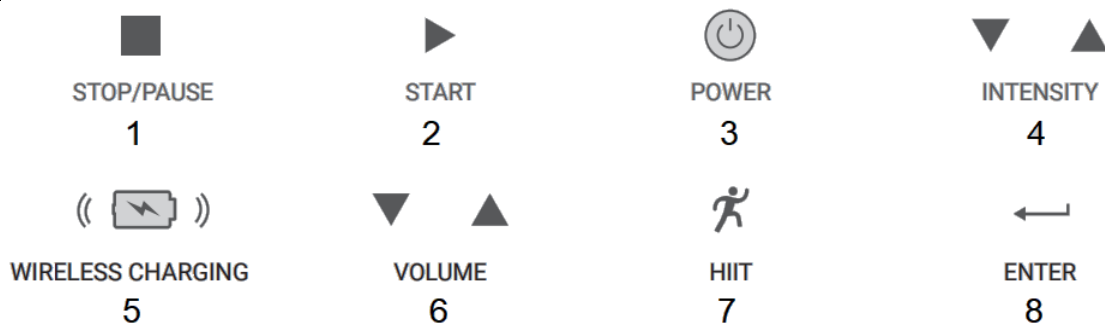 STOP/PAUSE START POWER INTENSITY
1 2 3 4
WIRELESS CHARGING VOLUME HIIT ENTER
5 6 7 8